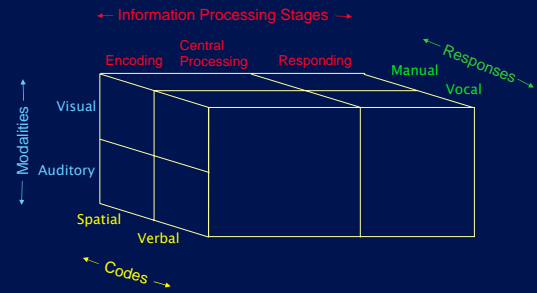 Information Processing Stages
Encoding
Central
Processing
Responding
Responses
Manual
Vocal
Modalities
Visual
Auditory
Spatial
Verbal
Codes